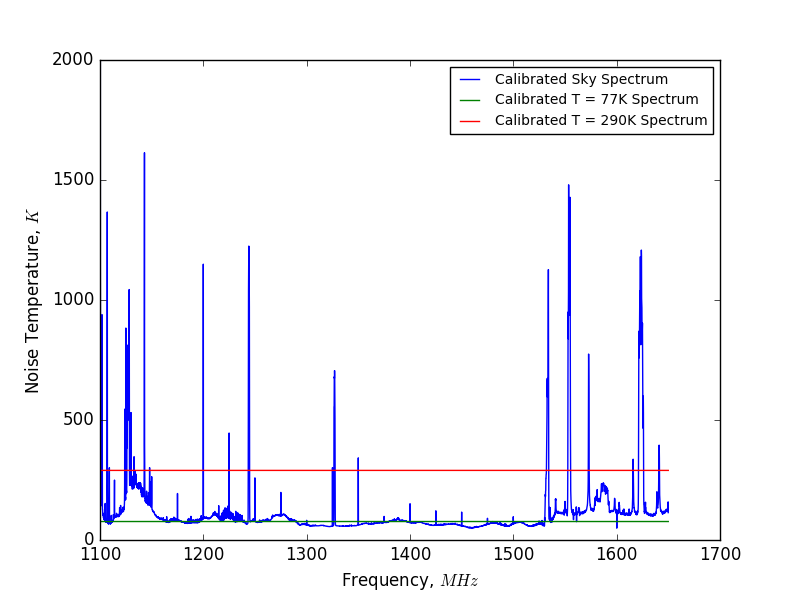 2000
1500
1000
500
0
Noise Temperature, K
Calibrated Sky Spectrum
Calibrated T = 77K Spectrum
Calibrated T = 290K Spectrum
1100 1200 1300 1400 1500 1600 1700
Frequency, MHz